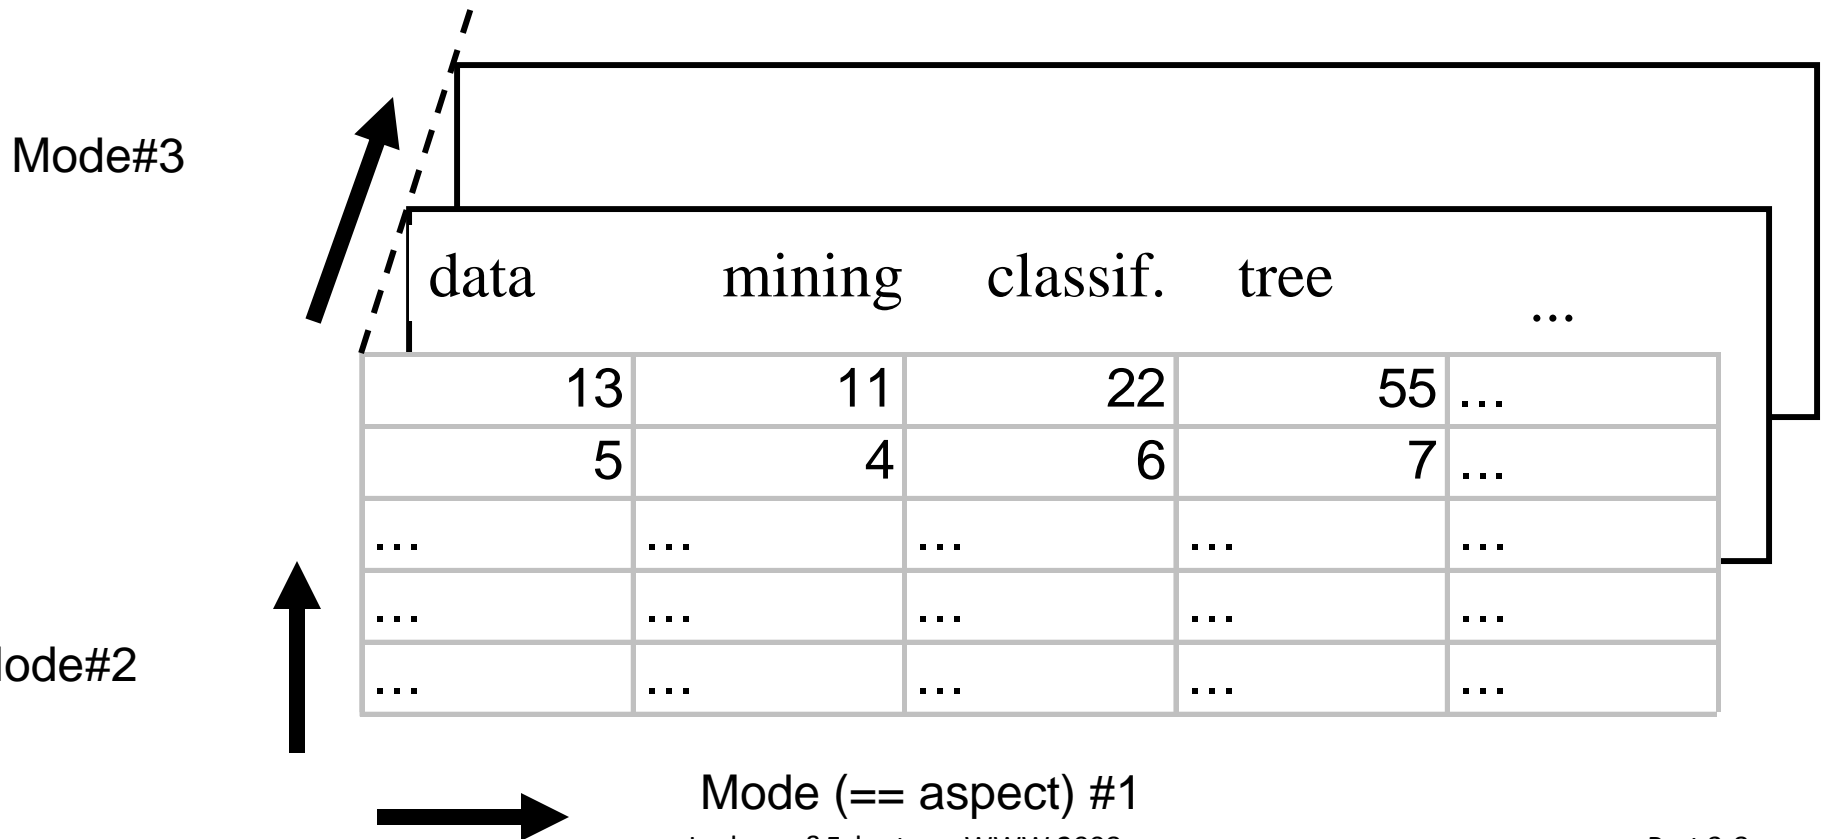 Mode#3
data mining classif. tree ...
13 11 22 55 ...
5 4 6 7 ...
... ... ... ... ...
... ... ... ... ...
... ... ... ... ...
Mode#2
Mode (== aspect) #1